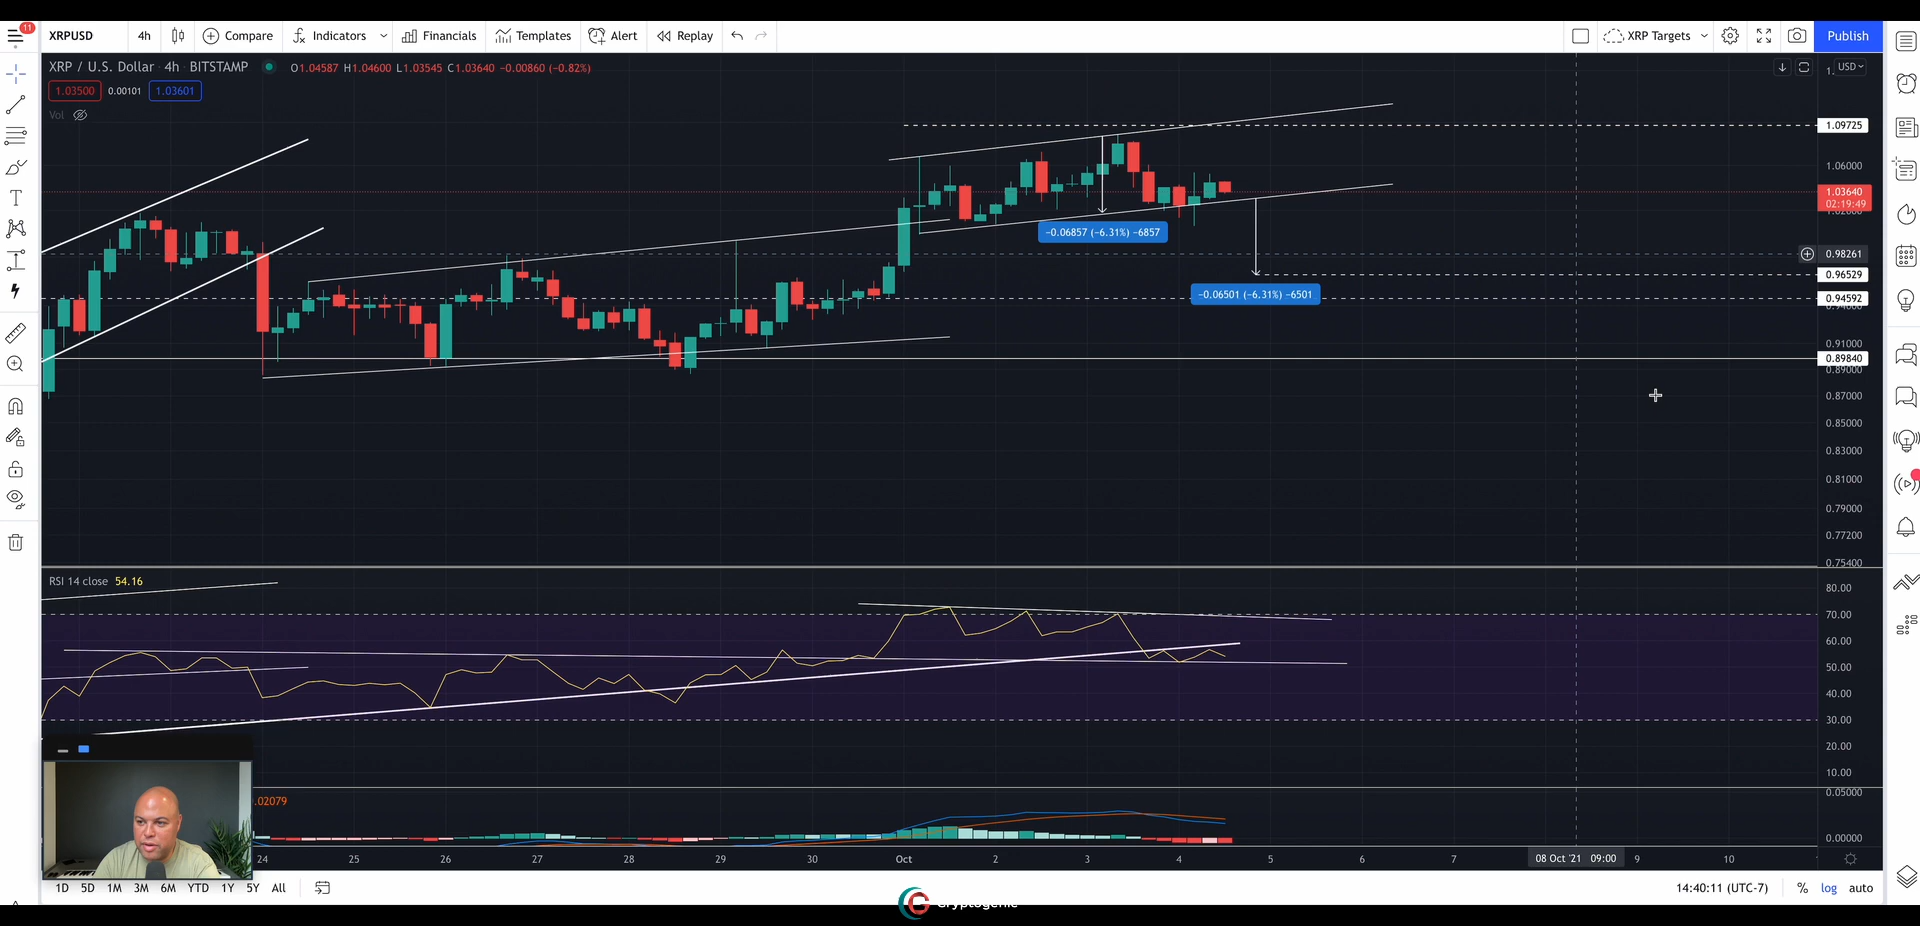 11
XRPUSD 4h Compare Indicators Financials Templates Alert Replay XRP Targets Publish
XRP / U.S. Dollar · 4h · BITSTAMP O1.04587 H1.04600 L1.03545 C1.03640 −0.00860 (−0.82%)
USD
1.03500 0.00101 1.03601
Vol
1.09725
1.06000
1.03640
02:19:49
−0.06857 (−6.31%) −6857
0.98261
0.96529
−0.06501 (−6.31%) −6501
0.94592
0.91000
0.89840
0.89000
0.87000
0.85000
0.83000
0.81000
0.79000
0.77200
0.75400
RSI 14 close 54.16
80.00
70.00
60.00
50.00
40.00
30.00
20.00
10.00
.02079
0.05000
0.00000
24 25 26 27 28 29 30 Oct 2 3 4 5 6 7 08 Oct '21 09:00 9 10
1D 5D 1M 3M 6M YTD 1Y 5Y All 14:40:11 (UTC-7) % log auto
Cryptogenic